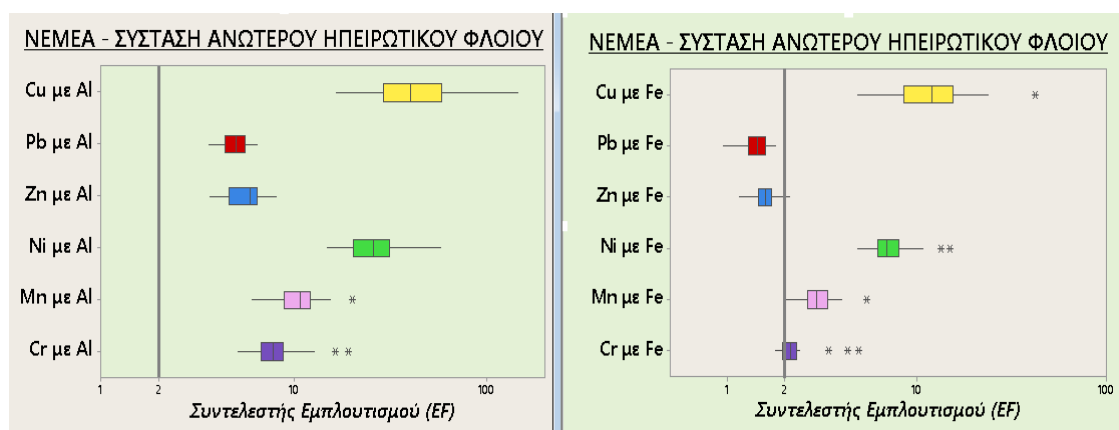 ΝΕΜΕΑ - ΣΥΣΤΑΣΗ ΑΝΩΤΕΡΟΥ ΗΠΕΙΡΩΤΙΚΟΥ ΦΛΟΙΟΥ
Cu με Al
Pb με Al
Zn με Al
Ni με Al
Mn με Al
Cr με Al
1 2 10 100
Συντελεστής Εμπλουτισμού (EF)
ΝΕΜΕΑ - ΣΥΣΤΑΣΗ ΑΝΩΤΕΡΟΥ ΗΠΕΙΡΩΤΙΚΟΥ ΦΛΟΙΟΥ
Cu με Fe
Pb με Fe
Zn με Fe
Ni με Fe
Mn με Fe
Cr με Fe
1 2 10 100
Συντελεστής Εμπλουτισμού (EF)